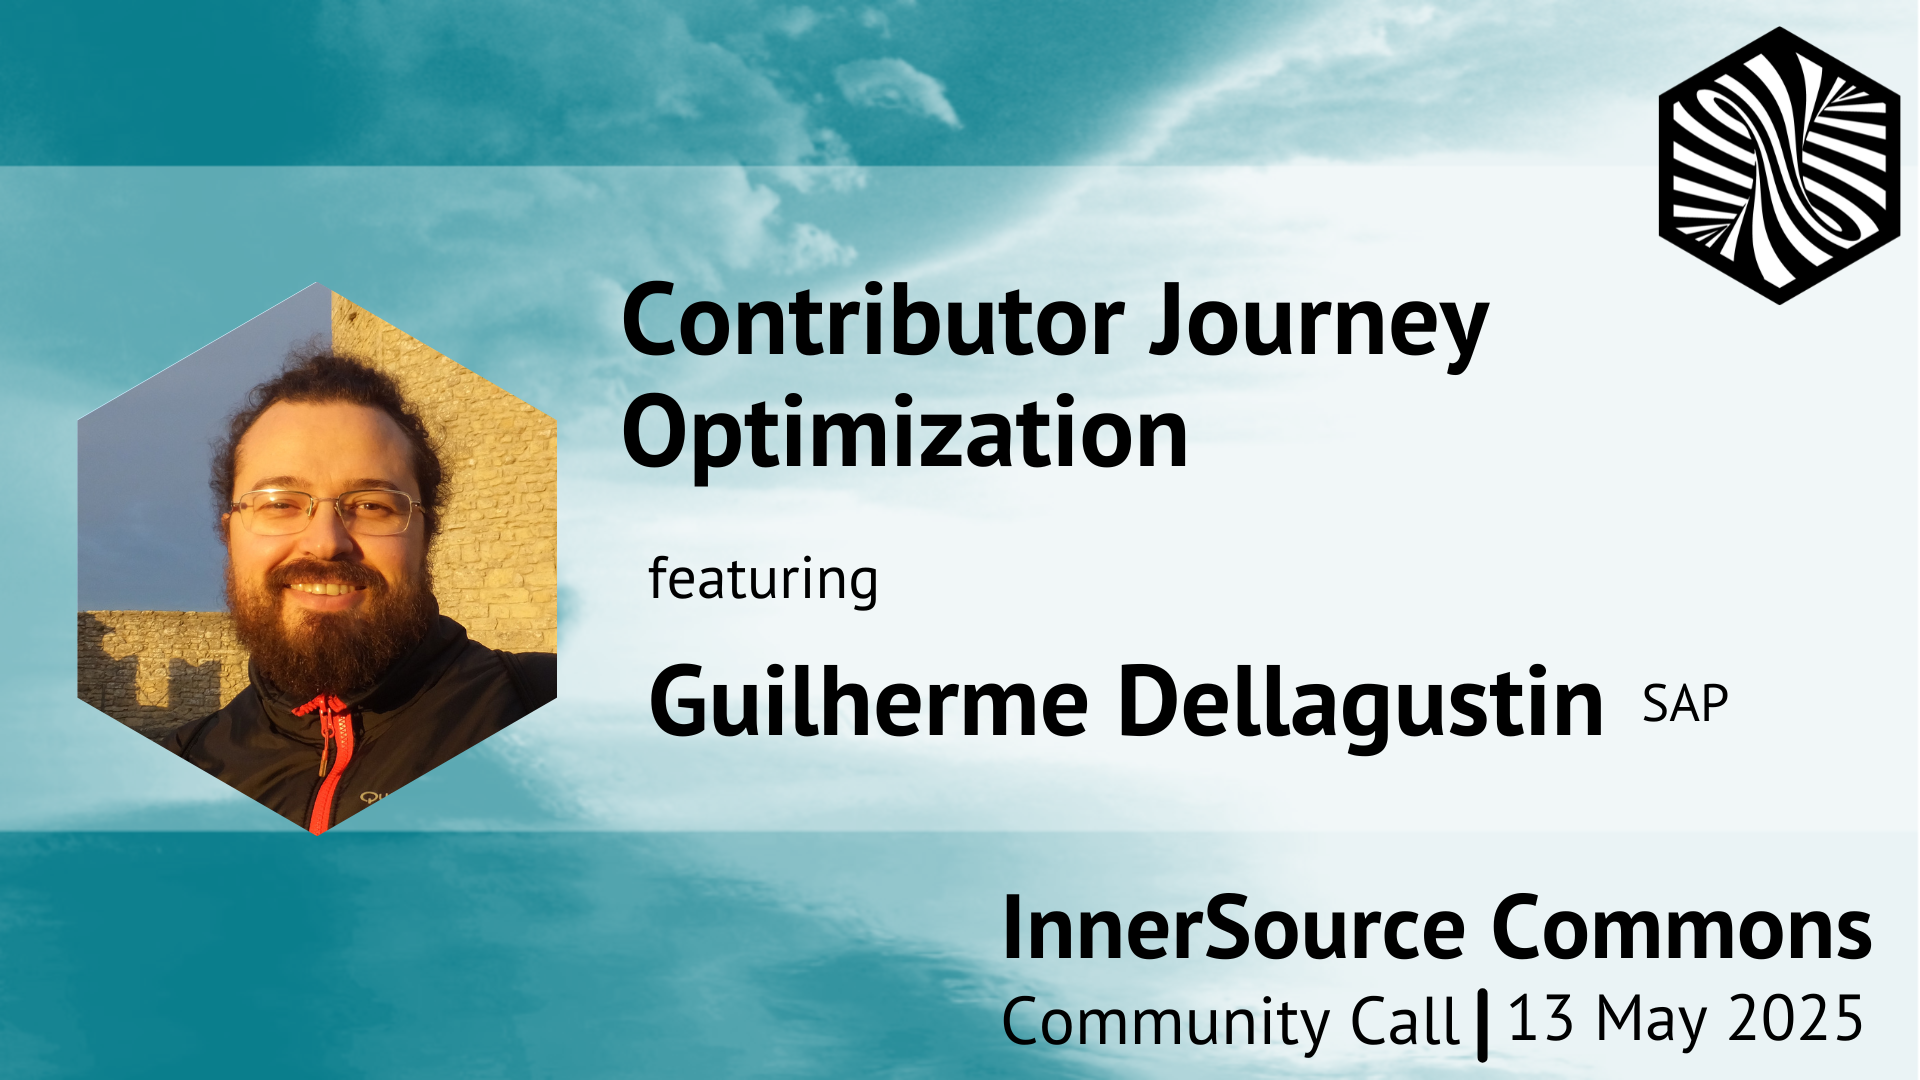 Contributor Journey
Optimization
featuring
Guilherme Dellagustin SAP
InnerSource Commons
Community Call | 13 May 2025